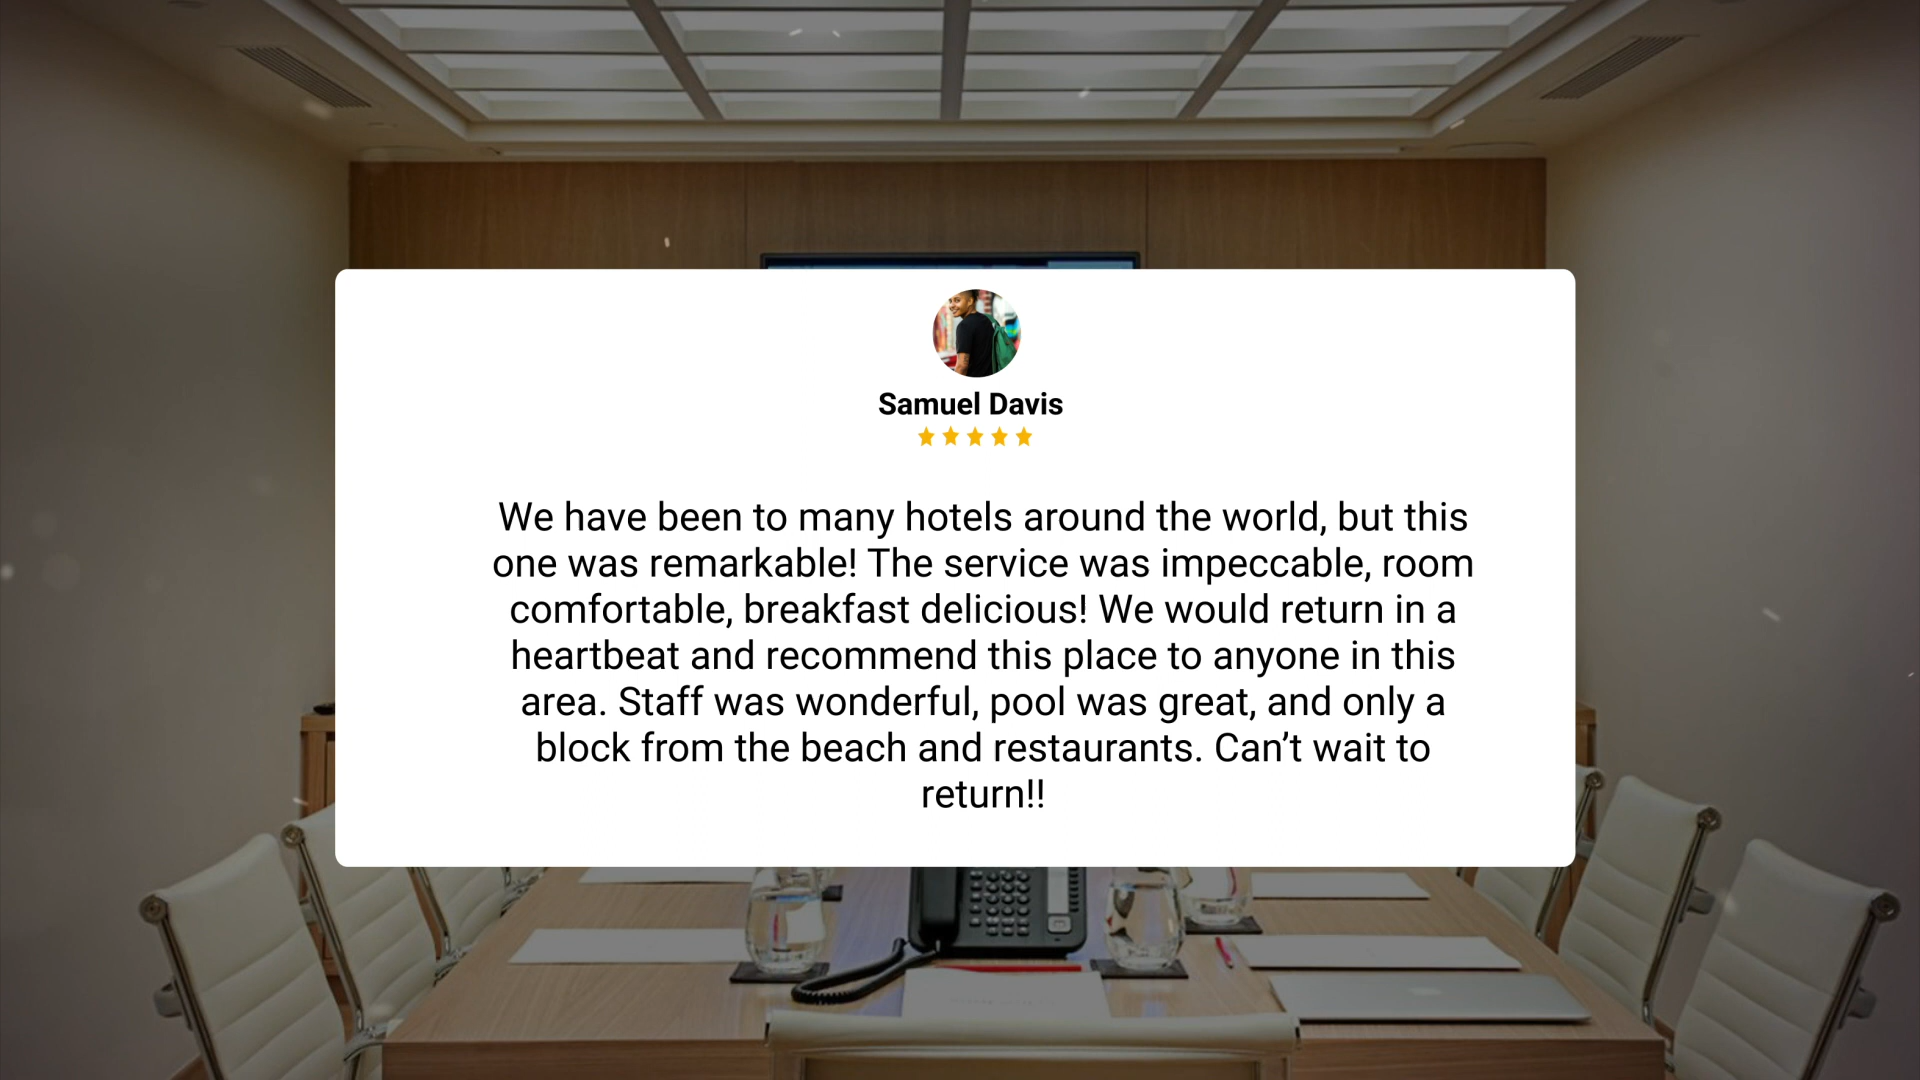 Samuel Davis
We have been to many hotels around the world, but this
one was remarkable! The service was impeccable, room
comfortable, breakfast delicious! We would return in a
heartbeat and recommend this place to anyone in this
area. Staff was wonderful, pool was great, and only a
block from the beach and restaurants. Can’t wait to
return!!